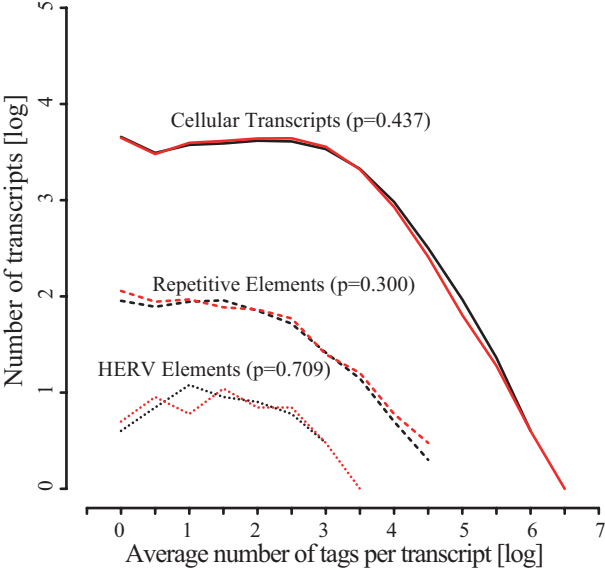 5
4
3
2
1
0
Number of transcripts [log]
Cellular Transcripts (p=0.437)
Repetitive Elements (p=0.300)
HERV Elements (p=0.709)
0 1 2 3 4 5 6 7
Average number of tags per transcript [log]